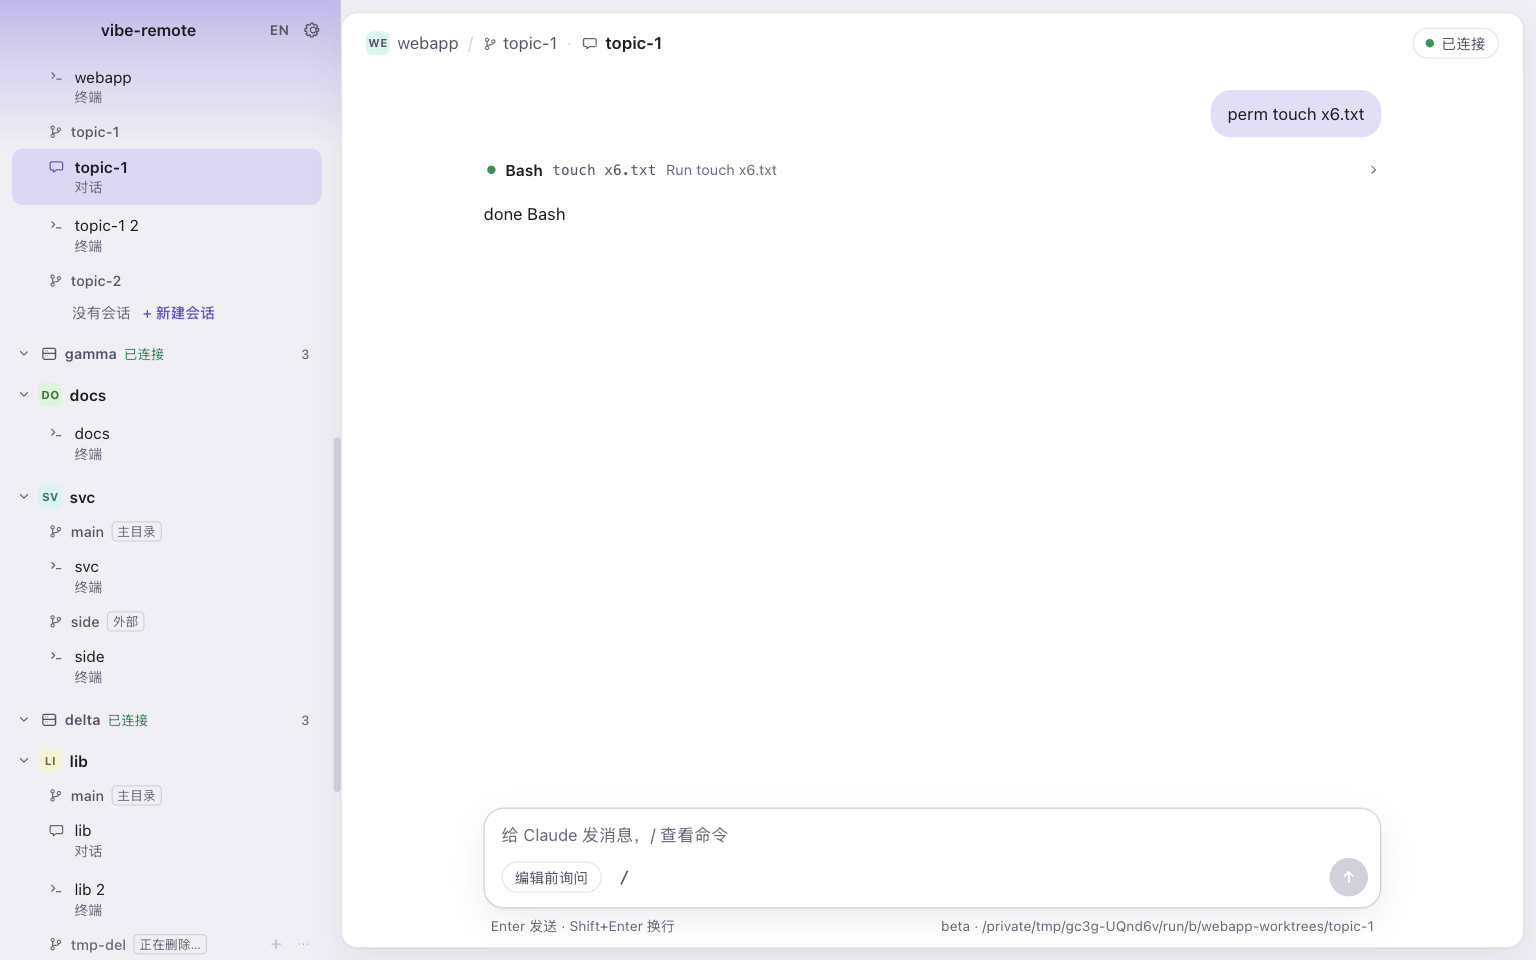 vibe-remote EN
webapp
终端
topic-1
topic-1
对话
topic-1 2
终端
topic-2
没有会话 + 新建会话
gamma 已连接 3
DO docs
docs
终端
SV svc
main 主目录
svc
终端
side 外部
side
终端
delta 已连接 3
LI lib
main 主目录
lib
对话
lib 2
终端
tmp-del 正在删除… + ···
WE webapp / topic-1 · topic-1 已连接
perm touch x6.txt
Bash touch x6.txt Run touch x6.txt
done Bash
给 Claude 发消息，/ 查看命令
编辑前询问 /
Enter 发送 · Shift+Enter 换行 beta · /private/tmp/gc3g-UQnd6v/run/b/webapp-worktrees/topic-1